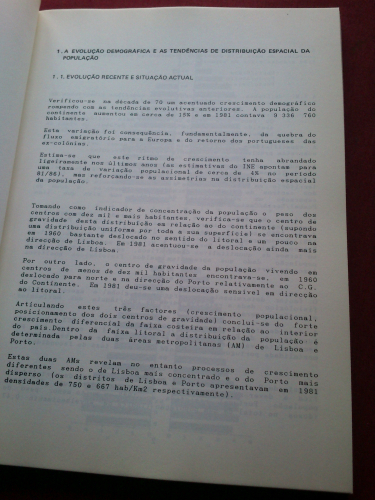 1. A EVOLUÇÃO DEMOGRÁFICA E AS TENDÊNCIAS DE DISTRIBUIÇÃO ESPACIAL DA
POPULAÇÃO
1.1. EVOLUÇÃO RECENTE E SITUAÇÃO ACTUAL
Verificou-se na década de 70 um acentuado crescimento demográfico
rompendo com as tendências evolutivas anteriores. A população do
continente aumentou em cerca de 15% e em 1981 contava 9 336 760
habitantes.
Esta variação foi consequência, fundamentalmente, da quebra do
fluxo emigratório para a Europa e do retorno dos portugueses das
ex-colónias.
Estima-se que este ritmo de crescimento tenha abrandado
ligeiramente nos últimos anos (as estimativas do INE apontam para
uma taxa de variação populacional de cerca de 4% no período
81/86), mas reforçando-se as assimetrias na distribuição espacial
da população.
Tomando como indicador de concentração da população o peso dos
centros com dez mil e mais habitantes, verifica-se que o centro de
gravidade desta distribuição em relação ao do continente (supondo
uma distribuição uniforme por toda a sua superfície) se encontrava
em 1960 bastante deslocado no sentido do litoral e um pouco na
direcção de Lisboa. Em 1981 acentuou-se a deslocação ainda mais
na direcção de Lisboa.
Por outro lado, o centro de gravidade da população vivendo em
centros de menos de dez mil habitantes encontrava-se, em 1960
deslocado para norte e na direcção do Porto relativamente ao C.G.
do Continente. Em 1981 deu-se uma deslocação sensível em direcção
ao litoral.
Articulando estes três factores (crescimento populacional,
posicionamento dos dois centros de gravidade) conclui-se do forte
crescimento diferencial da faixa costeira em relação ao interior
do país.Dentro da faixa litoral a distribuição da população é
determinada pelas duas áreas metropolitanas (AM) de Lisboa e
Porto.
Estas duas AMs revelam no entanto processos de crescimento
diferentes sendo o de Lisboa mais concentrado e o do Porto mais
disperso (os distritos de Lisboa e Porto apresentavam em 1981
densidades de 750 e 667 hab/Km2 respectivamente).